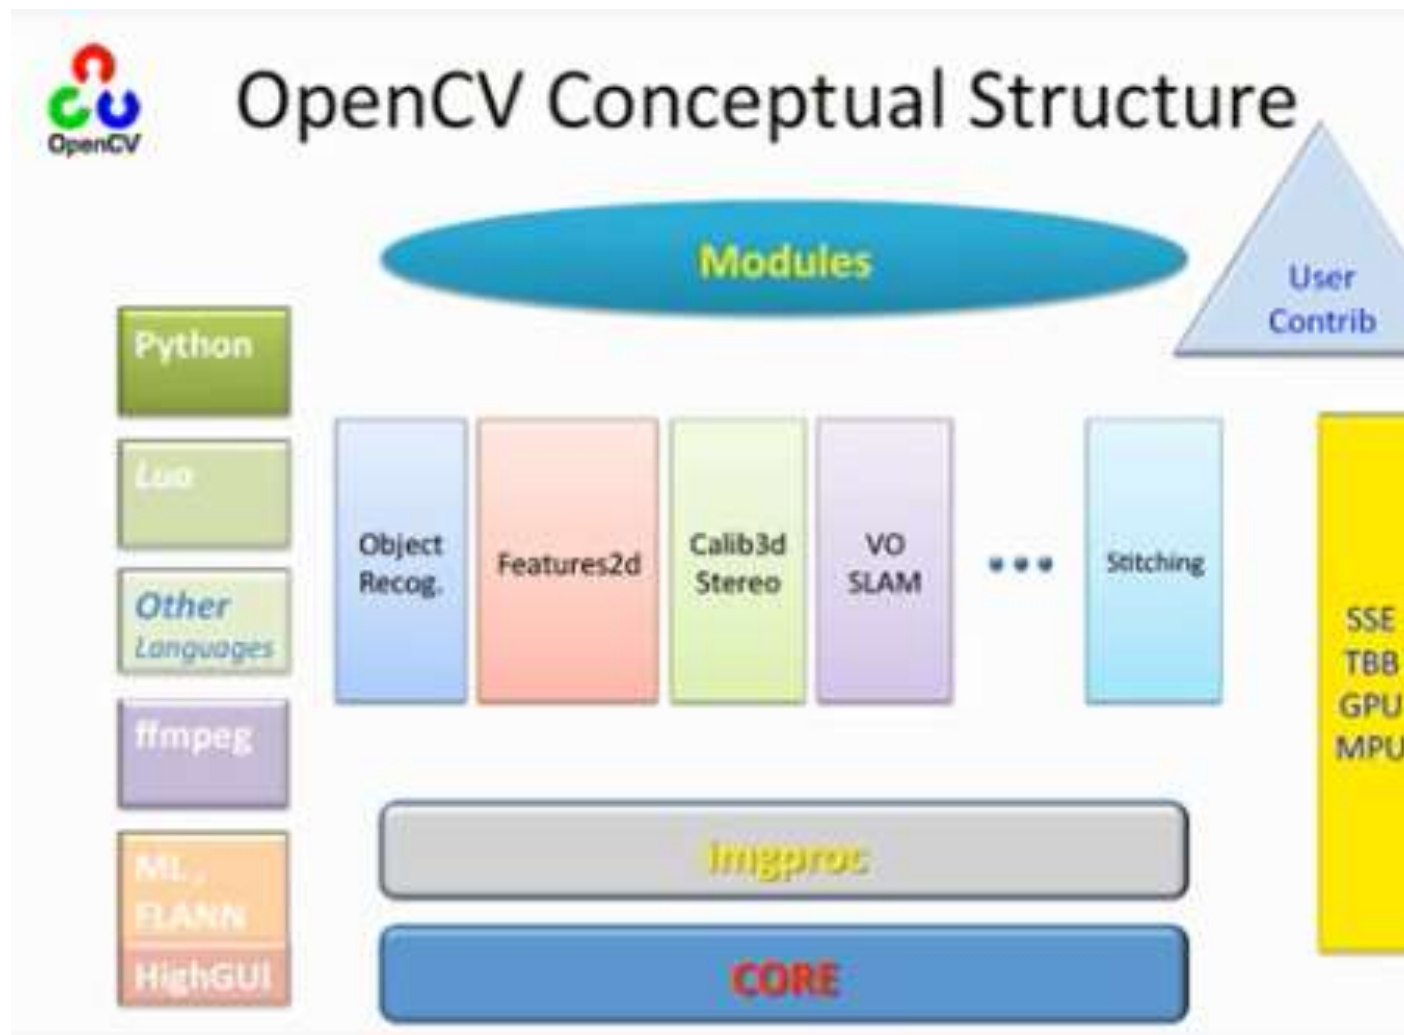 OpenCV
OpenCV Conceptual Structure
Modules
User
Contrib
Python
Lua
Other
Languages
ffmpeg
ML,
FLANN
HighGUI
Object
Recog.
Features2d
Calib3d
Stereo
VO
SLAM
Stitching
SSE
TBB
GPU
MPU
imgproc
CORE